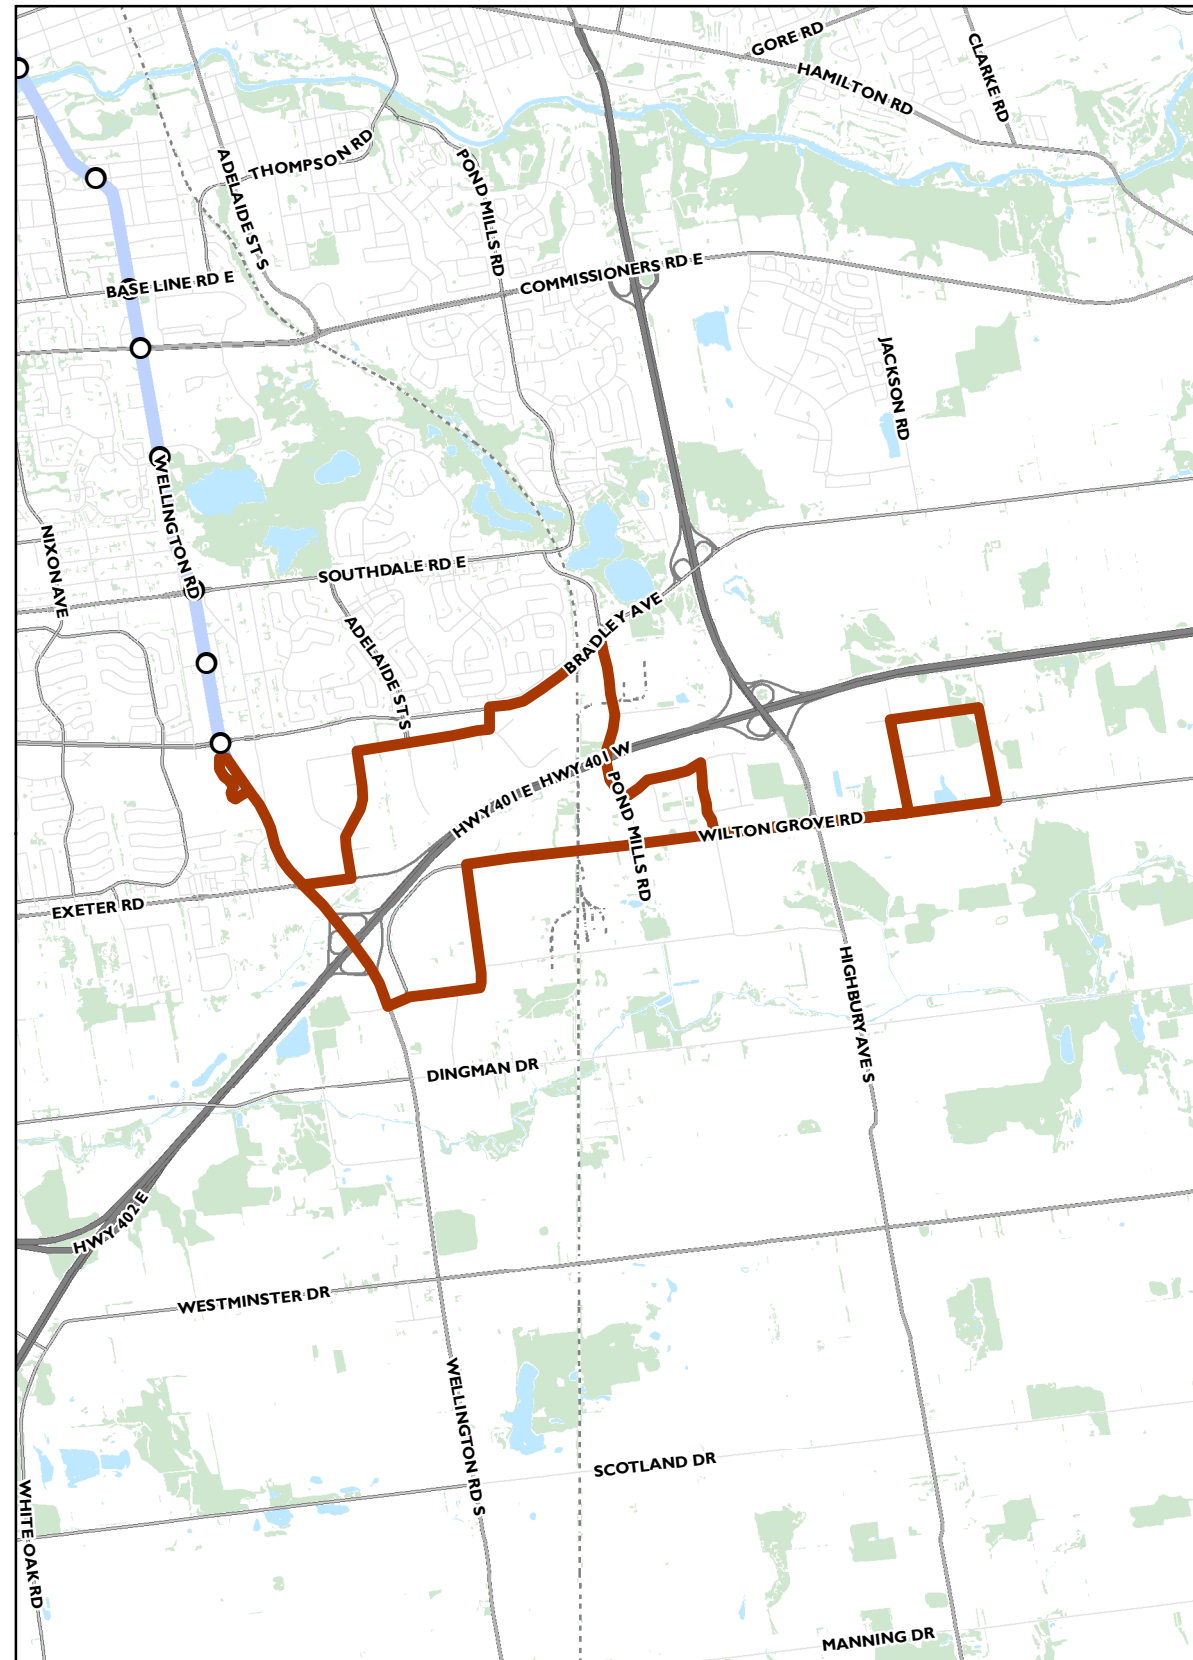 GORE RD
CLARKE RD
HAMILTON RD
THOMPSON RD
ADELAIDE ST S
POND MILLS RD
COMMISSIONERS RD E
BASE LINE RD E
JACKSON RD
WELLINGTON RD
NIXON AVE
SOUTHDALE RD E
BRADLEY AVE
ADELAIDE ST S
HWY 401 W
HWY 401 E
POND MILLS RD
WILTON GROVE RD
EXETER RD
HIGHBURY AVE S
DINGMAN DR
HWY 402 E
WESTMINSTER DR
WELLINGTON RD S
SCOTLAND DR
WHITE OAK RD
MANNING DR